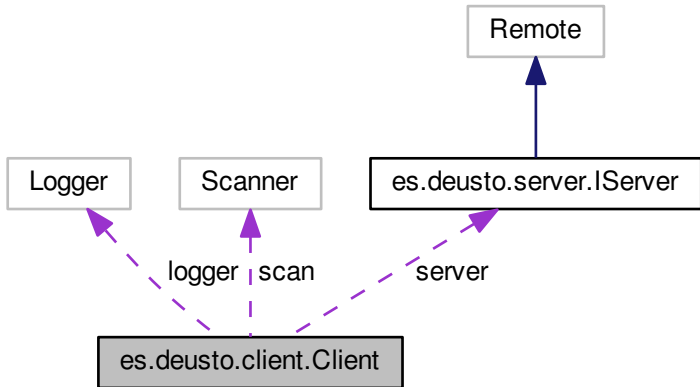 Remote
Logger
Scanner
es.deusto.server.IServer
logger
scan
server
es.deusto.client.Client